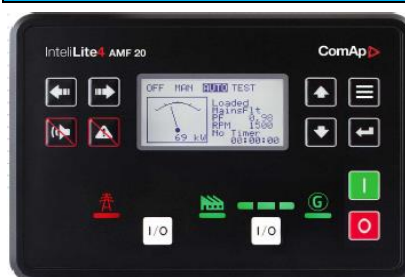 InteliLite4 AMF 20
ComAp
OFF MAN AUTO TEST
Loaded
MainsFlt
PF 0.98
RPM 1500
No Timer
00:00:00
69 kW
G
I
I/O
I/O
O